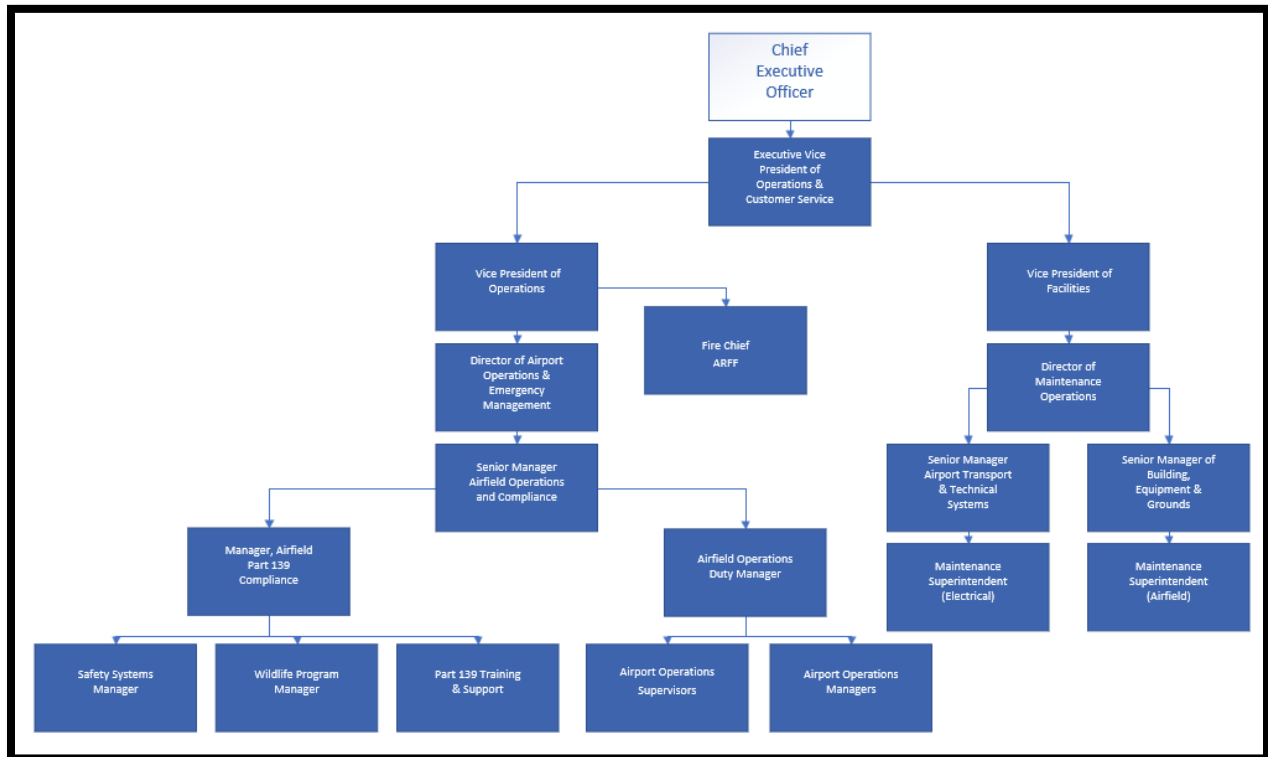 Chief
Executive
Officer
Executive Vice
President of
Operations &
Customer Service
Vice President of
Operations
Vice President of
Facilities
Fire Chief
ARFF
Director of Airport
Operations &
Emergency
Management
Director of
Maintenance
Operations
Senior Manager
Airfield Operations
and Compliance
Senior Manager
Airport Transport
& Technical
Systems
Senior Manager of
Building,
Equipment &
Grounds
Manager, Airfield
Part 139
Compliance
Airfield Operations
Duty Manager
Maintenance
Superintendent
(Electrical)
Maintenance
Superintendent
(Airfield)
Safety Systems
Manager
Wildlife Program
Manager
Part 139 Training
& Support
Airport Operations
Supervisors
Airport Operations
Managers